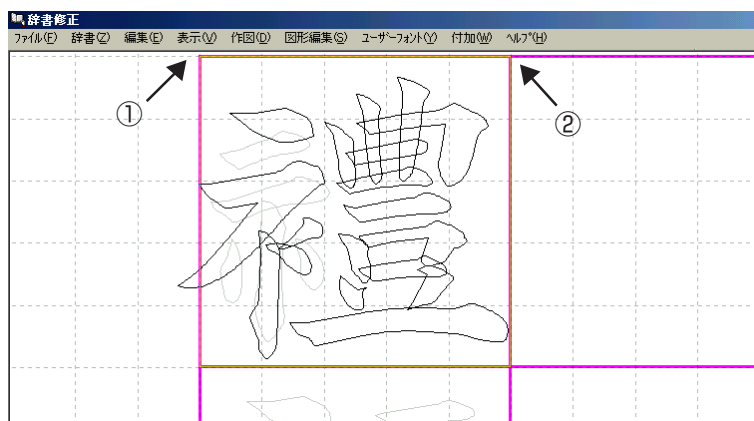 辞書修正
ファイル(F) 辞書(Z) 編集(E) 表示(V) 作図(D) 図形編集(S) ユーザーフォント(Y) 付加(W) ヘルプ(H)
① ②
禮